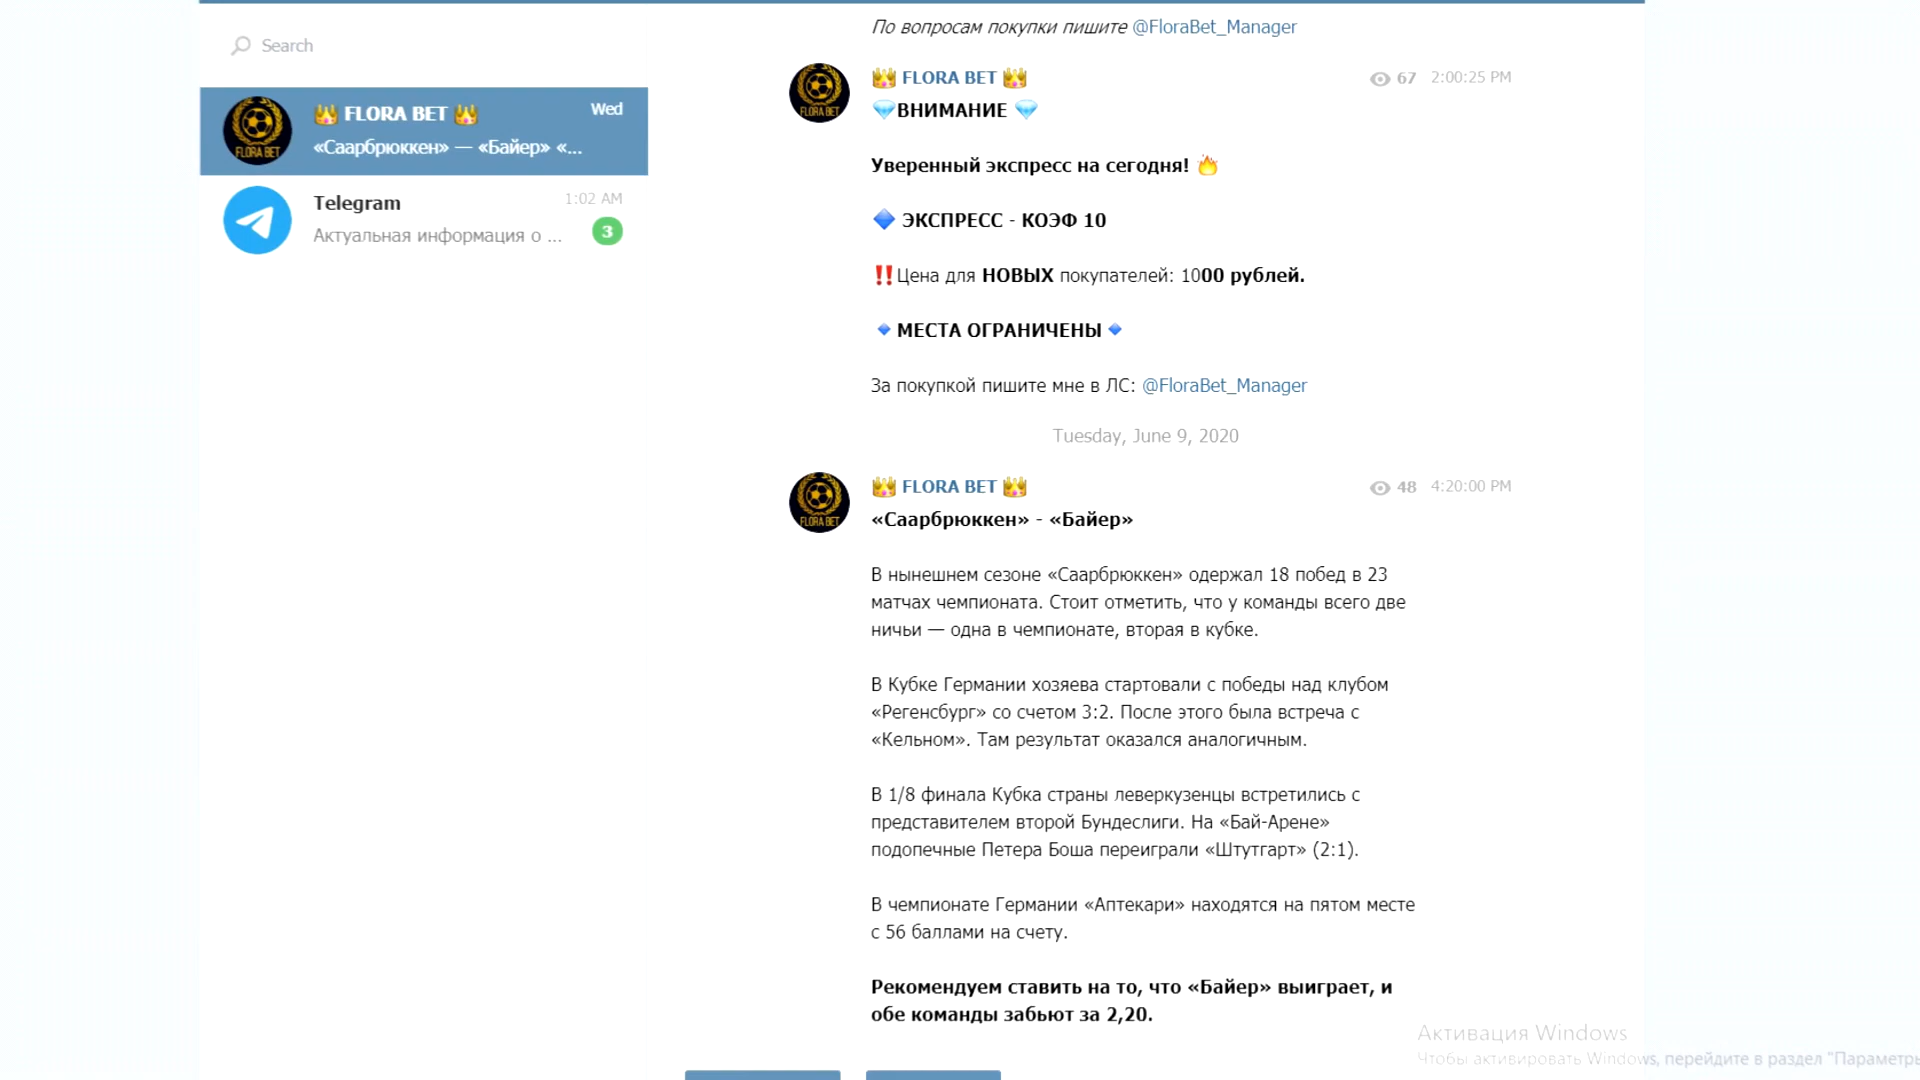 Search
👑 FLORA BET 👑 Wed
«Саарбрюккен» — «Байер» «...
Telegram 1:02 AM
Актуальная информация о ... 3
По вопросам покупки пишите @FloraBet_Manager
👑 FLORA BET 👑 67 2:00:25 PM
💎ВНИМАНИЕ 💎
Уверенный экспресс на сегодня! 🔥
🔷 ЭКСПРЕСС - КОЭФ 10
‼️Цена для НОВЫХ покупателей: 1000 рублей.
🔹МЕСТА ОГРАНИЧЕНЫ🔹
За покупкой пишите мне в ЛС: @FloraBet_Manager
Tuesday, June 9, 2020
👑 FLORA BET 👑 48 4:20:00 PM
«Саарбрюккен» - «Байер»
В нынешнем сезоне «Саарбрюккен» одержал 18 побед в 23
матчах чемпионата. Стоит отметить, что у команды всего две
ничьи — одна в чемпионате, вторая в кубке.
В Кубке Германии хозяева стартовали с победы над клубом
«Регенсбург» со счетом 3:2. После этого была встреча с
«Кельном». Там результат оказался аналогичным.
В 1/8 финала Кубка страны леверкузенцы встретились с
представителем второй Бундеслиги. На «Бай-Арене»
подопечные Петера Боша переиграли «Штутгарт» (2:1).
В чемпионате Германии «Аптекари» находятся на пятом месте
с 56 баллами на счету.
Рекомендуем ставить на то, что «Байер» выиграет, и
обе команды забьют за 2,20.
Активация Windows
Чтобы активировать Windows, перейдите в раздел "Параметры